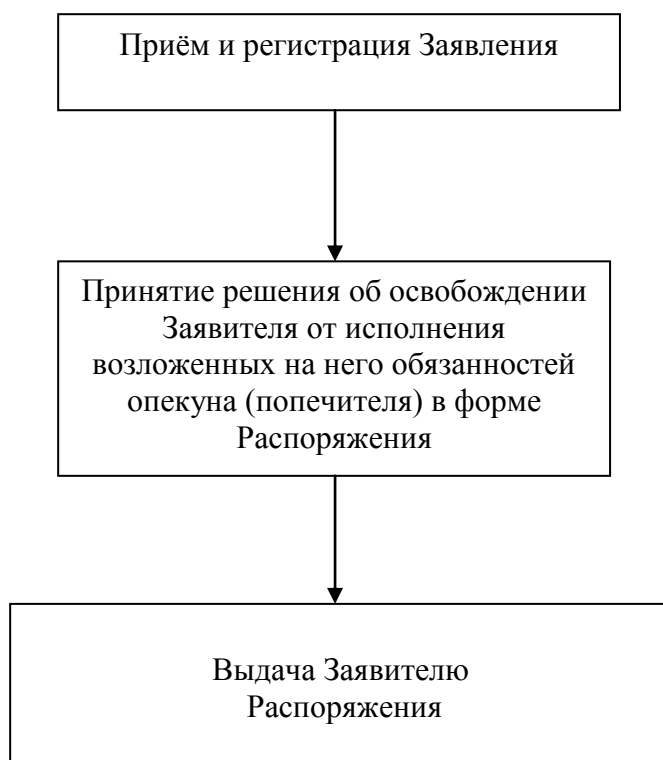 Приём и регистрация Заявления
Принятие решения об освобождении
Заявителя от исполнения
возложенных на него обязанностей
опекуна (попечителя) в форме
Распоряжения
Выдача Заявителю
Распоряжения